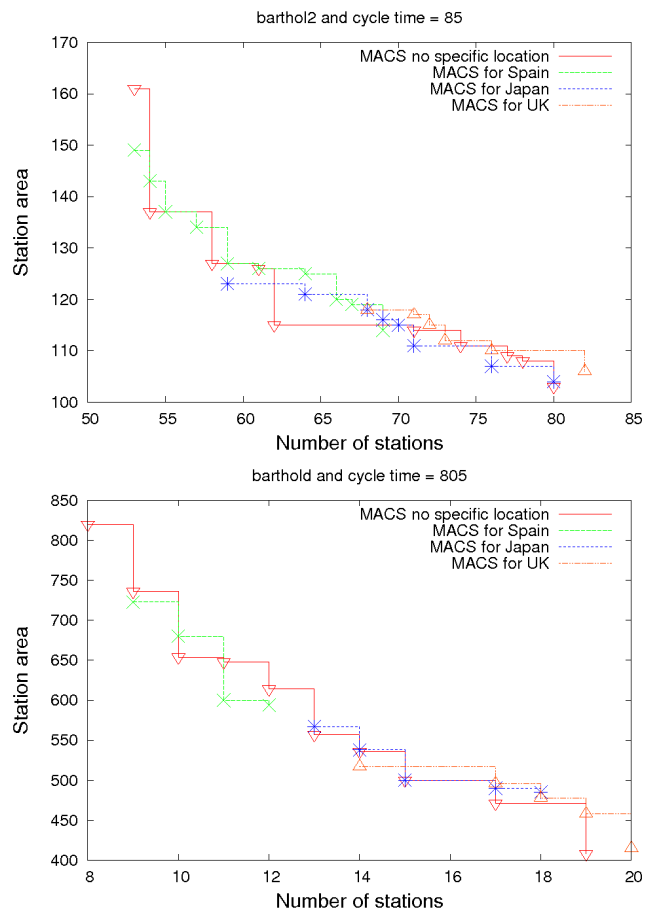 barthol2 and cycle time = 85
170
160
150
140
130
120
110
100
Station area
MACS no specific location
MACS for Spain
MACS for Japan
MACS for UK
50 55 60 65 70 75 80 85
Number of stations
barthold and cycle time = 805
850
800
750
700
650
600
550
500
450
400
Station area
MACS no specific location
MACS for Spain
MACS for Japan
MACS for UK
8 10 12 14 16 18 20
Number of stations